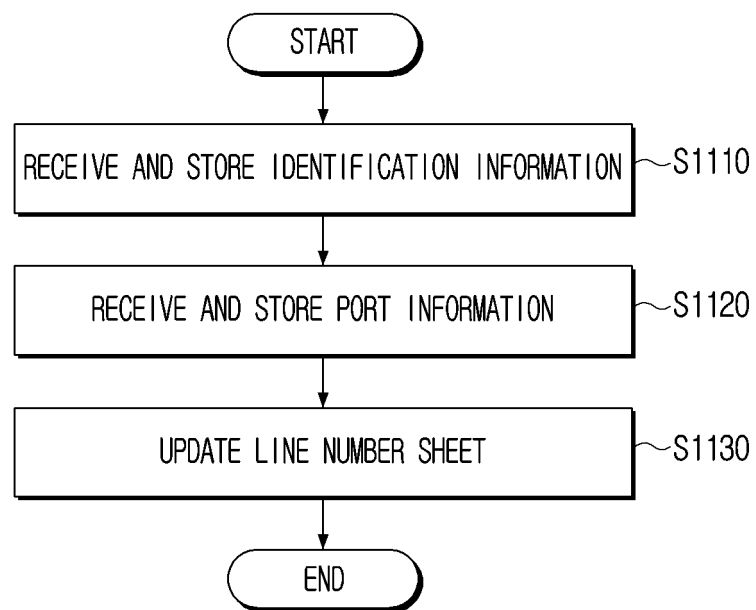 START
RECEIVE AND STORE IDENTIFICATION INFORMATION
S1110
RECEIVE AND STORE PORT INFORMATION
S1120
UPDATE LINE NUMBER SHEET
S1130
END